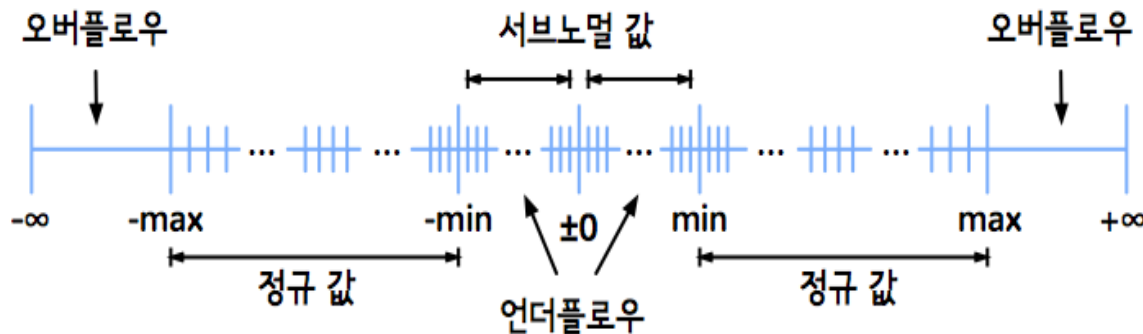 오버플로우 서브노멀 값 오버플로우
... ... ... ... ... ...
-∞ -max -min ±0 min max +∞
정규 값 언더플로우 정규 값